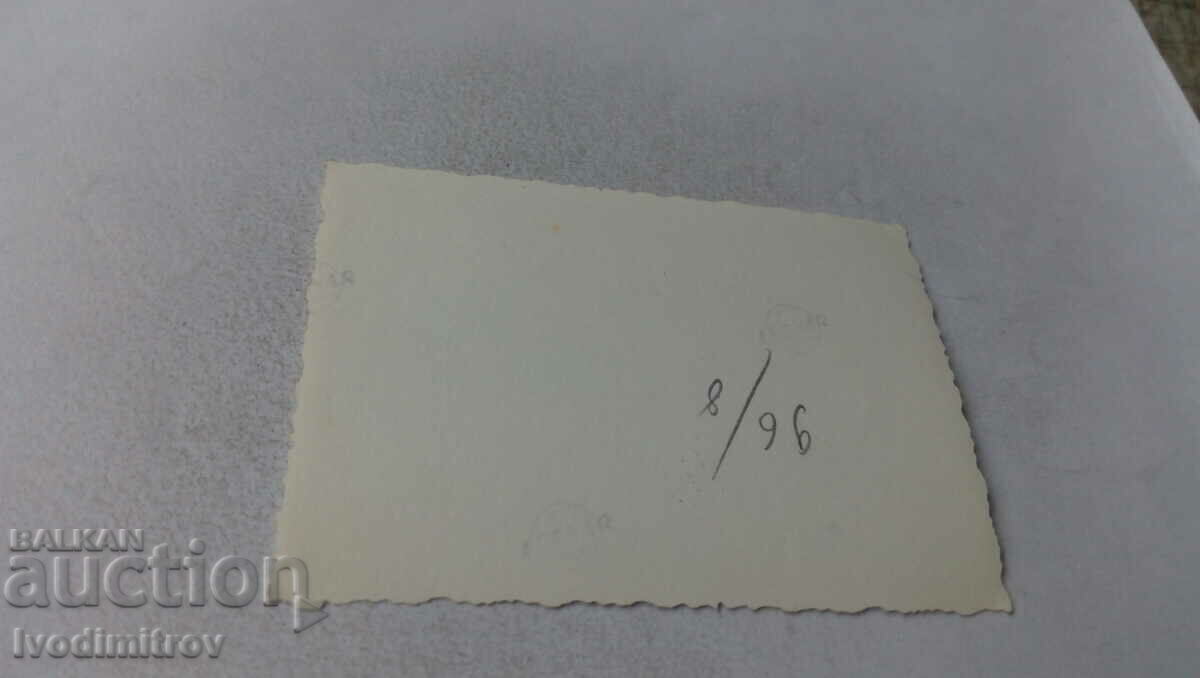 8/96
BALKAN
auction
Ivodimitrov